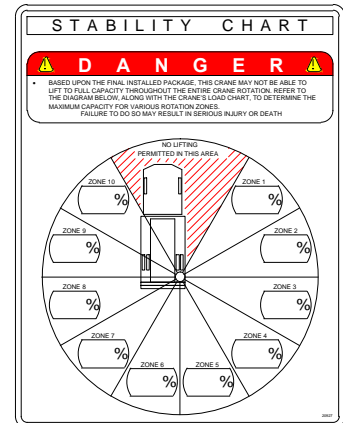 STABILITY CHART
DANGER
• BASED UPON THE FINAL INSTALLED PACKAGE, THIS CRANE MAY NOT BE ABLE TO
LIFT TO FULL CAPACITY THROUGHOUT THE ENTIRE CRANE ROTATION. REFER TO
THE DIAGRAM BELOW, ALONG WITH THE CRANE'S LOAD CHART, TO DETERMINE THE
MAXIMUM CAPACITY FOR VARIOUS ROTATION ZONES.
FAILURE TO DO SO MAY RESULT IN SERIOUS INJURY OR DEATH
NO LIFTING
PERMITTED IN THIS AREA
ZONE 10
%
ZONE 1
%
ZONE 9
%
ZONE 2
%
ZONE 8
%
ZONE 3
%
ZONE 7
%
ZONE 4
%
ZONE 6
%
ZONE 5
%